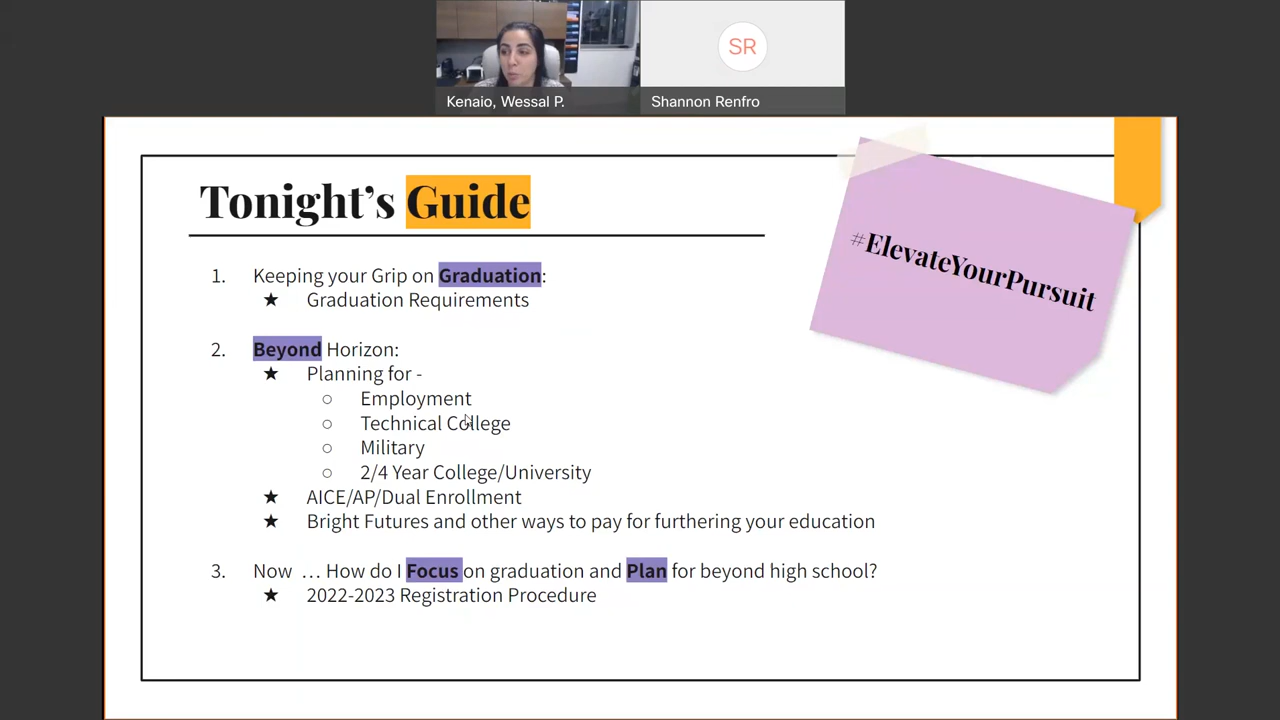 SR
Kenaio, Wessal P.
Shannon Renfro
Tonight's Guide
#ElevateYourPursuit
1. Keeping your Grip on Graduation:
★ Graduation Requirements
2. Beyond Horizon:
★ Planning for -
○ Employment
○ Technical College
○ Military
○ 2/4 Year College/University
★ AICE/AP/Dual Enrollment
★ Bright Futures and other ways to pay for furthering your education
3. Now … How do I Focus on graduation and Plan for beyond high school?
★ 2022-2023 Registration Procedure